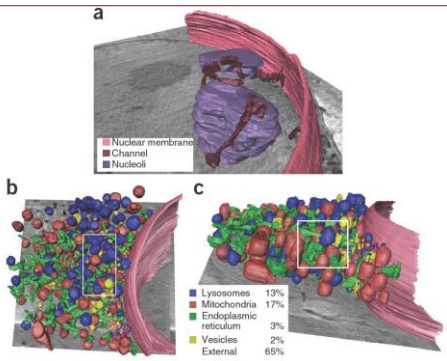 a
Nuclear membrane
Channel
Nucleoli
b
c
Lysosomes 13%
Mitochondria 17%
Endoplasmic
reticulum 3%
Vesicles 2%
External 65%